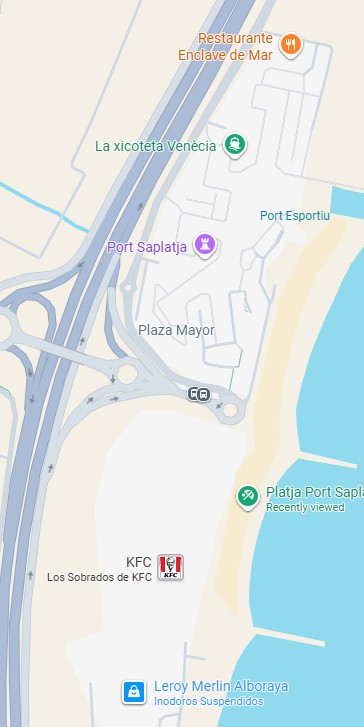 Restaurante
Enclave de Mar
La xicoteta Venècia
Port Esportiu
Port Saplatja
Plaza Mayor
Platja Port Sapla
Recently viewed
KFC
Los Sobrados de KFC
KFC
Leroy Merlin Alboraya
Inodoros Suspendidos